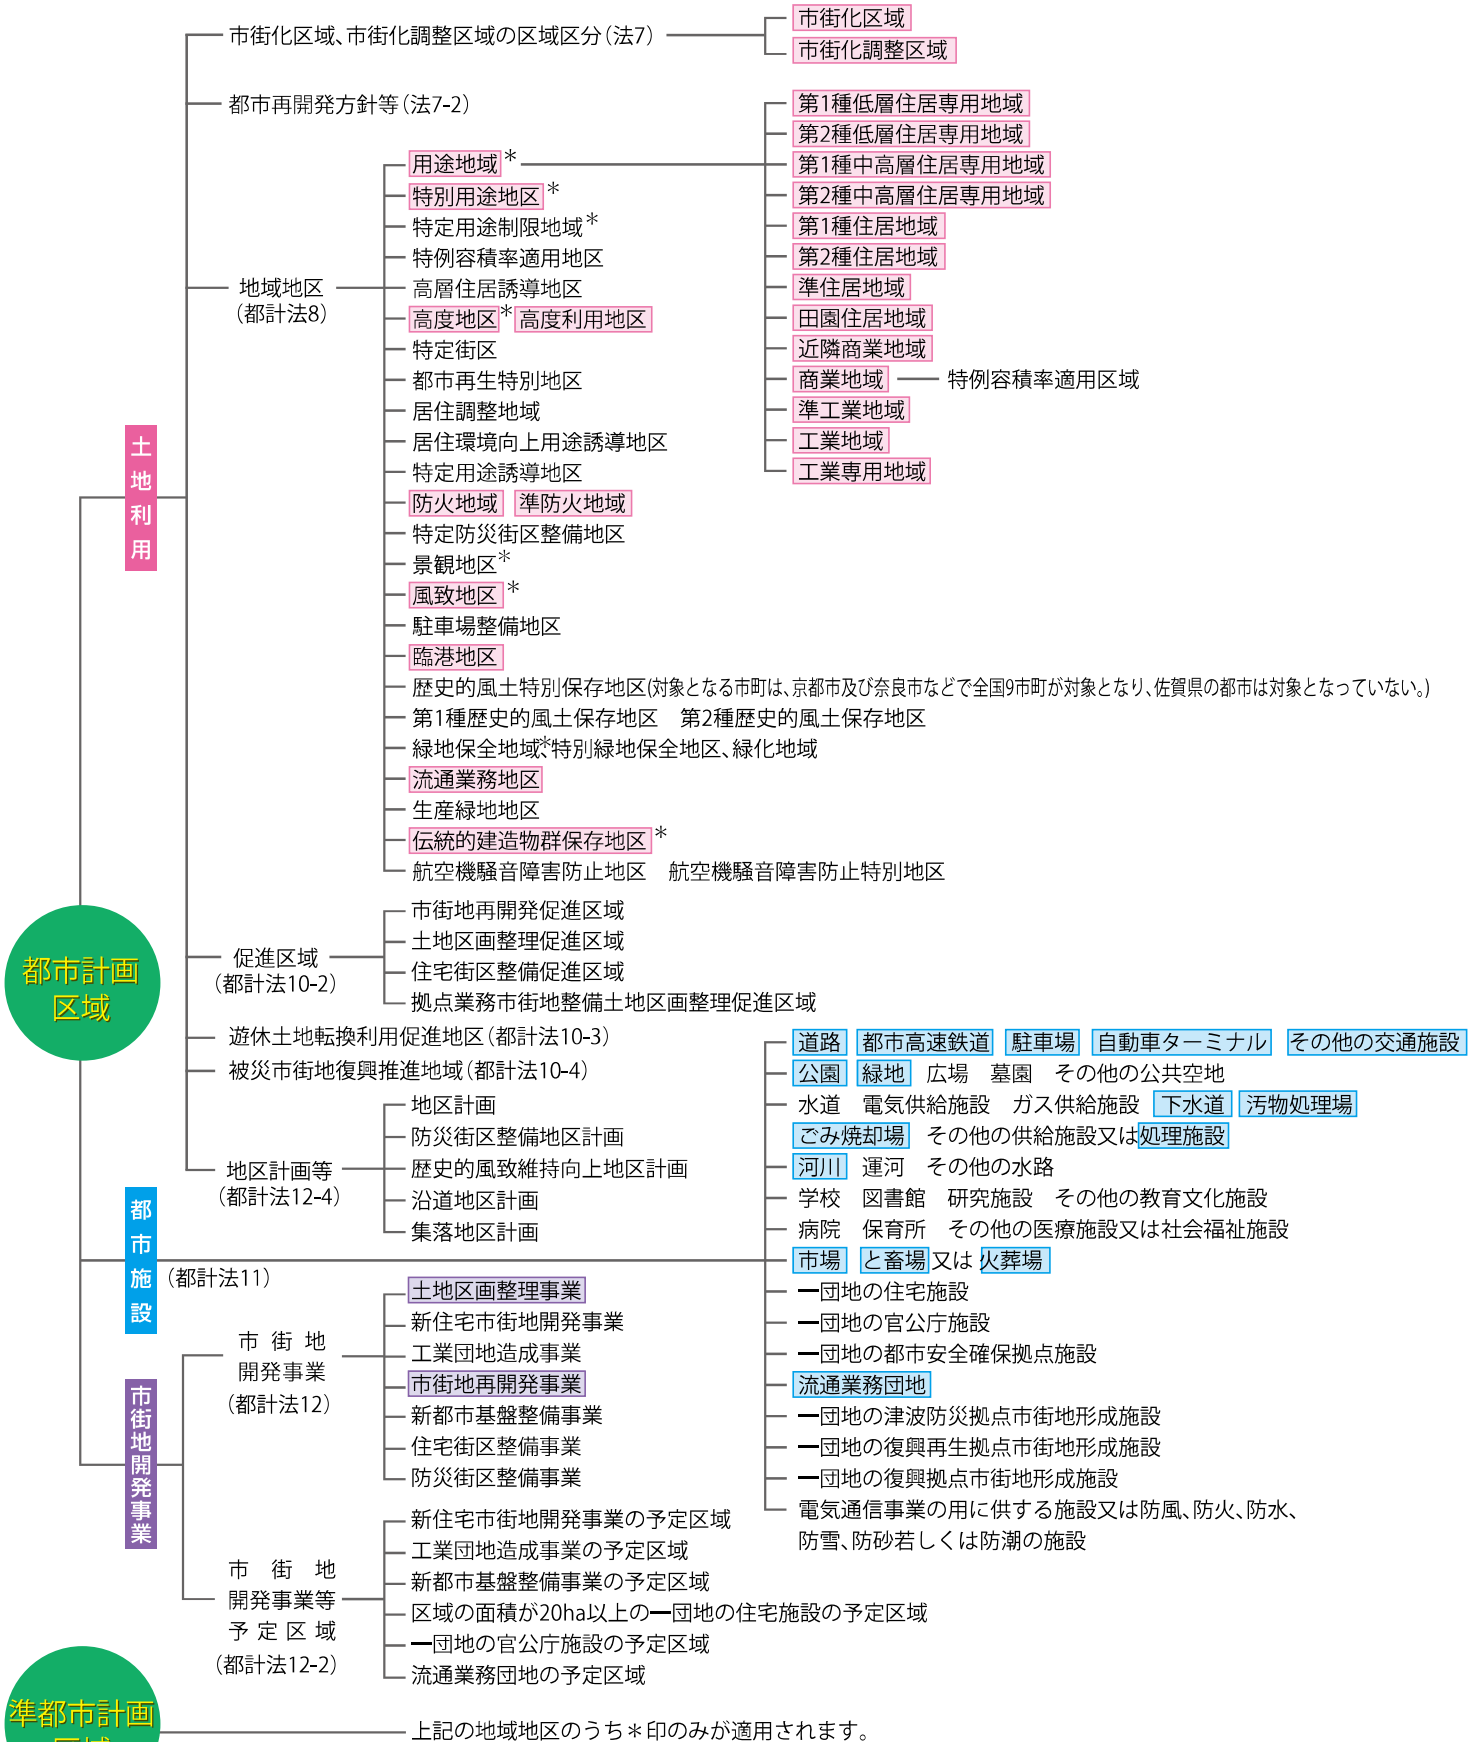 市街化区域、市街化調整区域の区域区分（法7）
市街化区域
市街化調整区域
都市再開発方針等（法7-2）
地域地区
（都計法8）
用途地域＊
特別用途地区＊
特定用途制限地域＊
特例容積率適用地区
高層住居誘導地区
高度地区＊ 高度利用地区
特定街区
都市再生特別地区
居住調整地域
居住環境向上用途誘導地区
特定用途誘導地区
防火地域 準防火地域
特定防災街区整備地区
景観地区＊
風致地区＊
駐車場整備地区
臨港地区
歴史的風土特別保存地区(対象となる市町は、京都市及び奈良市などで全国9市町が対象となり、佐賀県の都市は対象となっていない。)
第1種歴史的風土保存地区 第2種歴史的風土保存地区
緑地保全地域＊、特別緑地保全地区、緑化地域
流通業務地区
生産緑地地区
伝統的建造物群保存地区＊
航空機騒音障害防止地区 航空機騒音障害防止特別地区
第1種低層住居専用地域
第2種低層住居専用地域
第1種中高層住居専用地域
第2種中高層住居専用地域
第1種住居地域
第2種住居地域
準住居地域
田園住居地域
近隣商業地域
商業地域 特例容積率適用区域
準工業地域
工業地域
工業専用地域
土地利用
都市計画
区域
促進区域
（都計法10-2）
市街地再開発促進区域
土地区画整理促進区域
住宅街区整備促進区域
拠点業務市街地整備土地区画整理促進区域
遊休土地転換利用促進地区（都計法10-3）
被災市街地復興推進地域（都計法10-4）
地区計画等
（都計法12-4）
地区計画
防災街区整備地区計画
歴史的風致維持向上地区計画
沿道地区計画
集落地区計画
都市施設
（都計法11）
道路 都市高速鉄道 駐車場 自動車ターミナル その他の交通施設
公園 緑地 広場 墓園 その他の公共空地
水道 電気供給施設 ガス供給施設 下水道 汚物処理場
ごみ焼却場 その他の供給施設又は処理施設
河川 運河 その他の水路
学校 図書館 研究施設 その他の教育文化施設
病院 保育所 その他の医療施設又は社会福祉施設
市場 と畜場 又は 火葬場
一団地の住宅施設
一団地の官公庁施設
一団地の都市安全確保拠点施設
流通業務団地
一団地の津波防災拠点市街地形成施設
一団地の復興再生拠点市街地形成施設
一団地の復興拠点市街地形成施設
電気通信事業の用に供する施設又は防風、防火、防水、
防雪、防砂若しくは防潮の施設
市街地開発事業
市街地
開発事業
（都計法12）
土地区画整理事業
新住宅市街地開発事業
工業団地造成事業
市街地再開発事業
新都市基盤整備事業
住宅街区整備事業
防災街区整備事業
市街地
開発事業等
予定区域
（都計法12-2）
新住宅市街地開発事業の予定区域
工業団地造成事業の予定区域
新都市基盤整備事業の予定区域
区域の面積が20ha以上の一団地の住宅施設の予定区域
一団地の官公庁施設の予定区域
流通業務団地の予定区域
準都市計画
区域
上記の地域地区のうち＊印のみが適用されます。